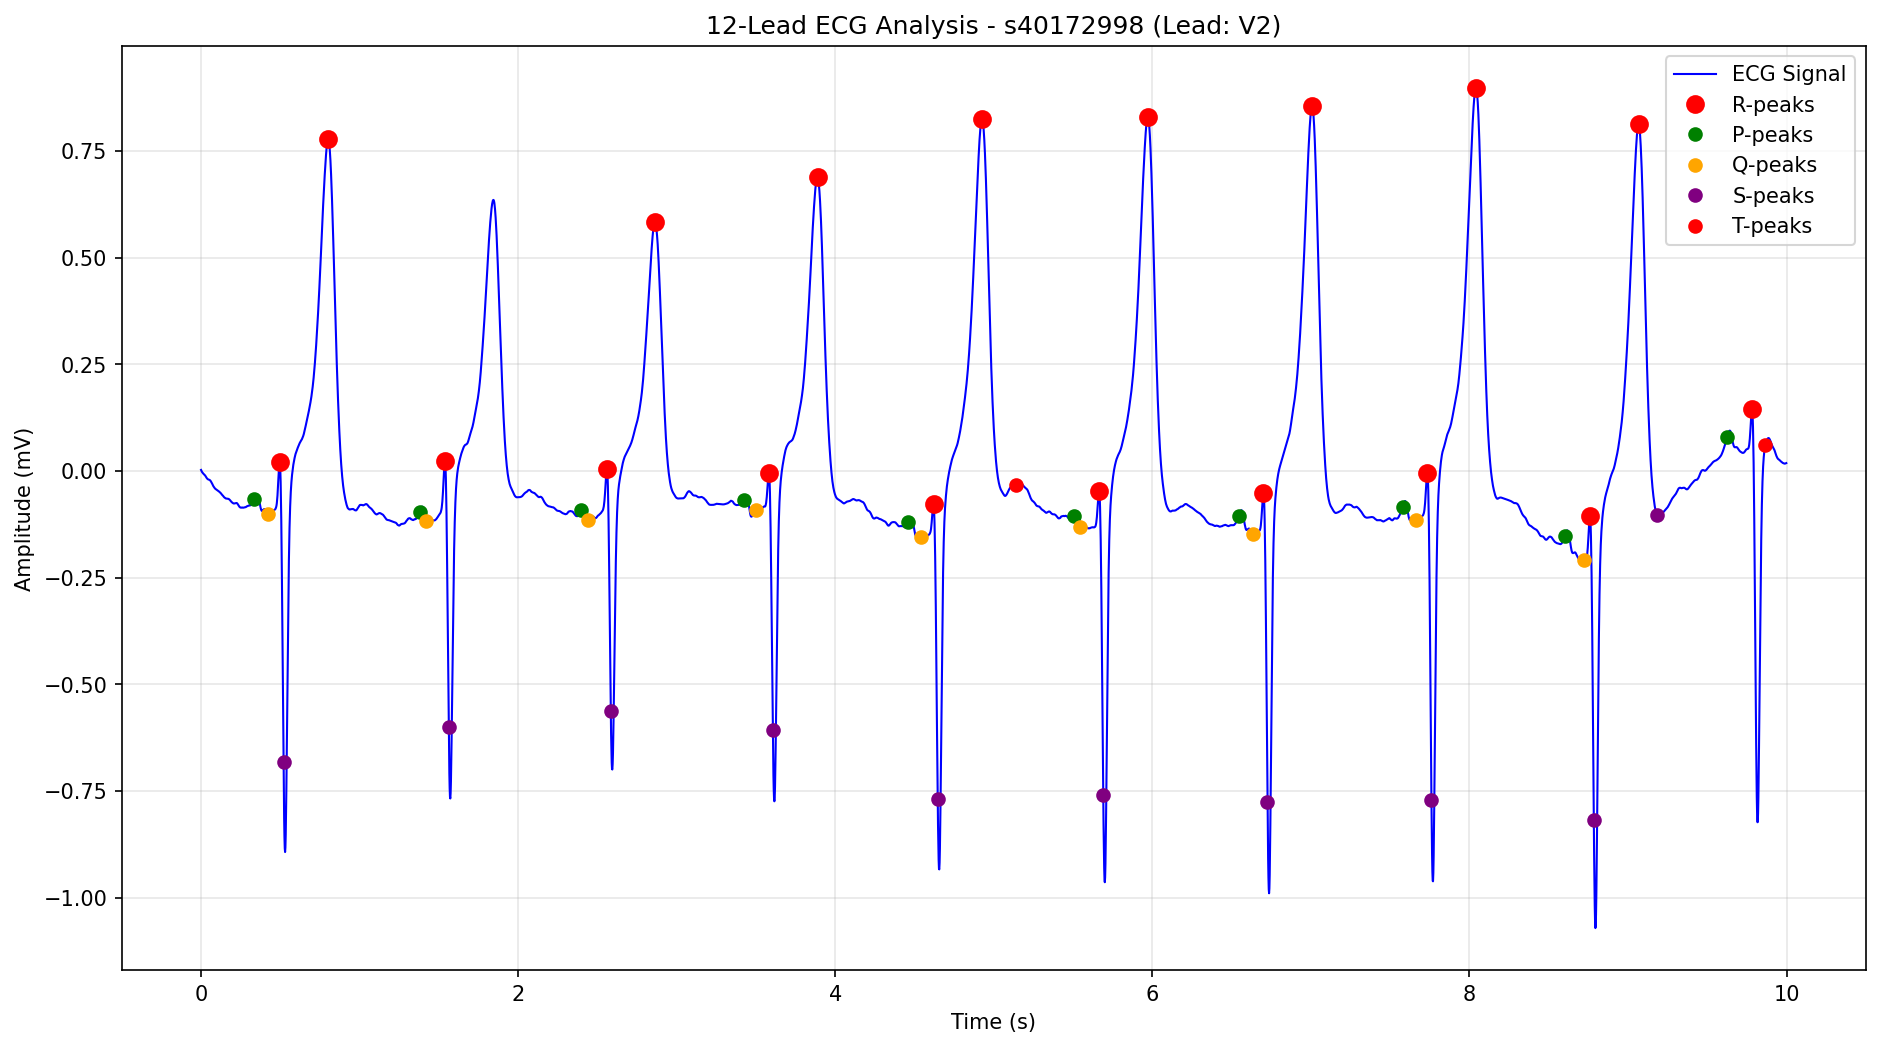 12-Lead ECG Analysis - s40172998 (Lead: V2)
ECG Signal
R-peaks
P-peaks
Q-peaks
S-peaks
T-peaks
Amplitude (mV)
0.75
0.50
0.25
0.00
−0.25
−0.50
−0.75
−1.00
0 2 4 6 8 10
Time (s)